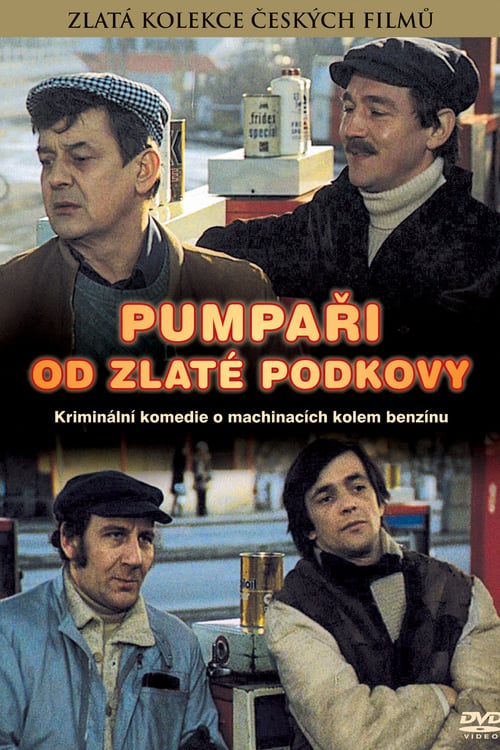 ZLATÁ KOLEKCE ČESKÝCH FILMŮ
fridex
special
PUMPAŘI
OD ZLATÉ PODKOVY
Kriminální komedie o machinacích kolem benzínu
DVD
VIDEO